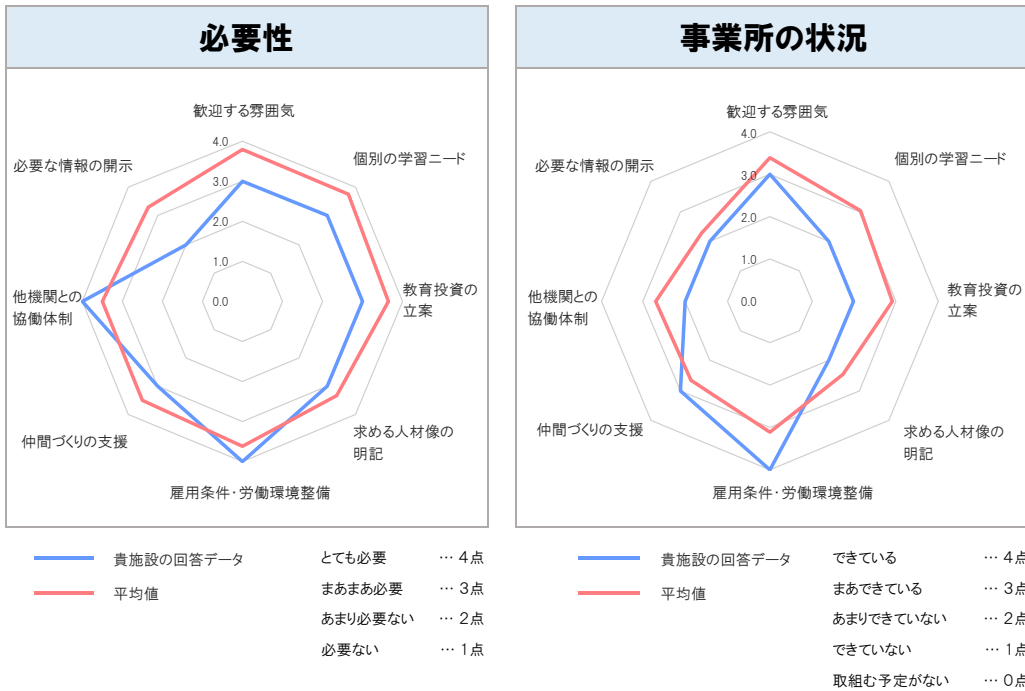 必要性
歓迎する雰囲気
個別の学習ニード
教育投資の
立案
求める人材像の
明記
雇用条件・労働環境整備
仲間づくりの支援
他機関との
協働体制
必要な情報の開示
4.0
3.0
2.0
1.0
0.0
貴施設の回答データ
平均値
とても必要 … 4点
まあまあ必要 … 3点
あまり必要ない … 2点
必要ない … 1点
事業所の状況
歓迎する雰囲気
個別の学習ニード
教育投資の
立案
求める人材像の
明記
雇用条件・労働環境整備
仲間づくりの支援
他機関との
協働体制
必要な情報の開示
4.0
3.0
2.0
1.0
0.0
貴施設の回答データ
平均値
できている … 4点
まあできている … 3点
あまりできていない … 2点
できていない … 1点
取組む予定がない … 0点